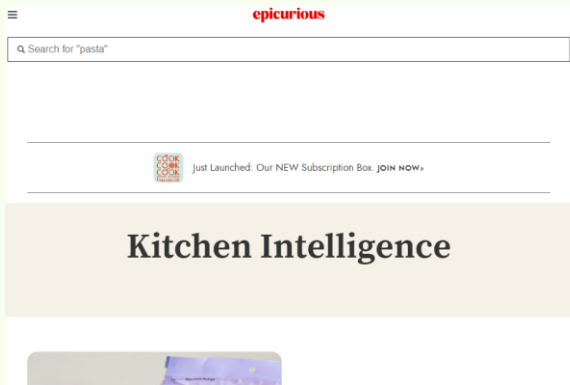 epicurious
Search for "pasta"
COOK
COOK
COOK
Just Launched: Our NEW Subscription Box. JOIN NOW»
Kitchen Intelligence